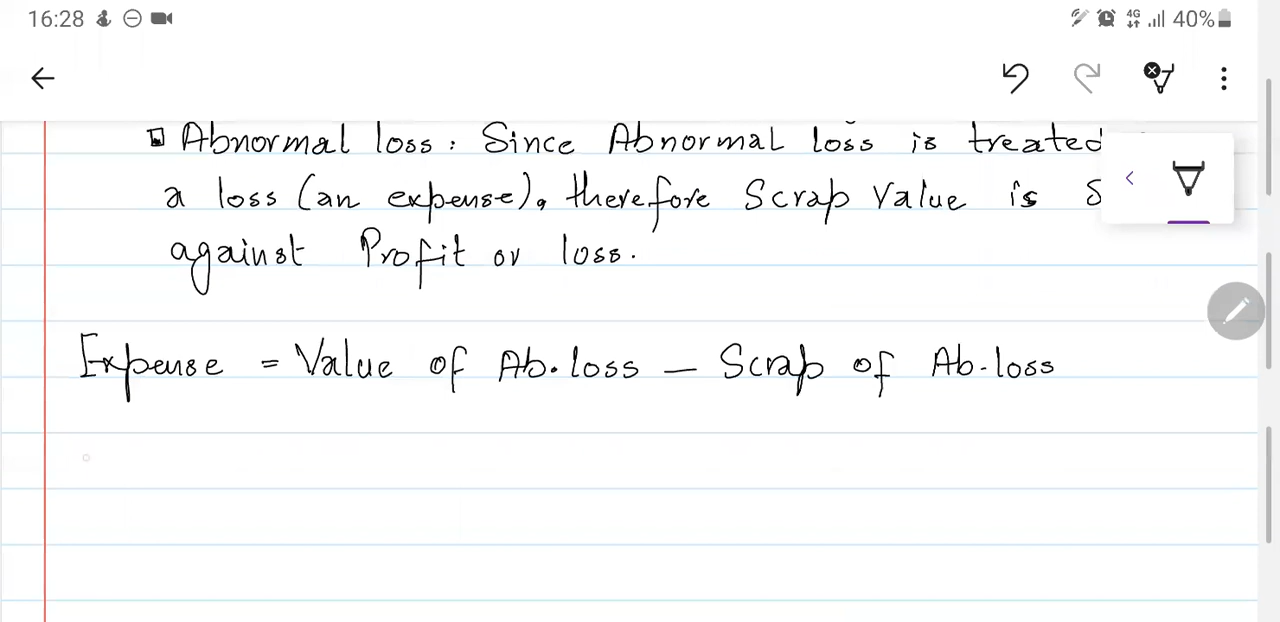 16:28 4G 40%
Abnormal loss: Since Abnormal loss is treated
a loss (an expense), therefore Scrap Value is
against Profit or loss.
Expense = Value of Ab.loss – Scrap of Ab-loss